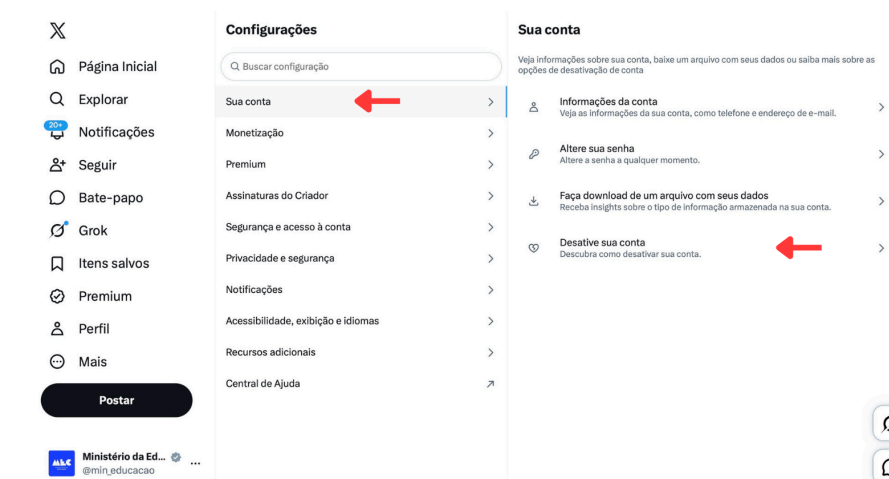 X
Página Inicial
Explorar
20+
Notificações
Seguir
Bate-papo
Grok
Itens salvos
Premium
Perfil
Mais
Postar
Ministério da Ed...
@min_educacao
Configurações
Buscar configuração
Sua conta
Monetização
Premium
Assinaturas do Criador
Segurança e acesso à conta
Privacidade e segurança
Notificações
Acessibilidade, exibição e idiomas
Recursos adicionais
Central de Ajuda
Sua conta
Veja informações sobre sua conta, baixe um arquivo com seus dados ou saiba mais sobre as
opções de desativação de conta
Informações da conta
Veja as informações da sua conta, como telefone e endereço de e-mail.
Altere sua senha
Altere a senha a qualquer momento.
Faça download de um arquivo com seus dados
Receba insights sobre o tipo de informação armazenada na sua conta.
Desative sua conta
Descubra como desativar sua conta.